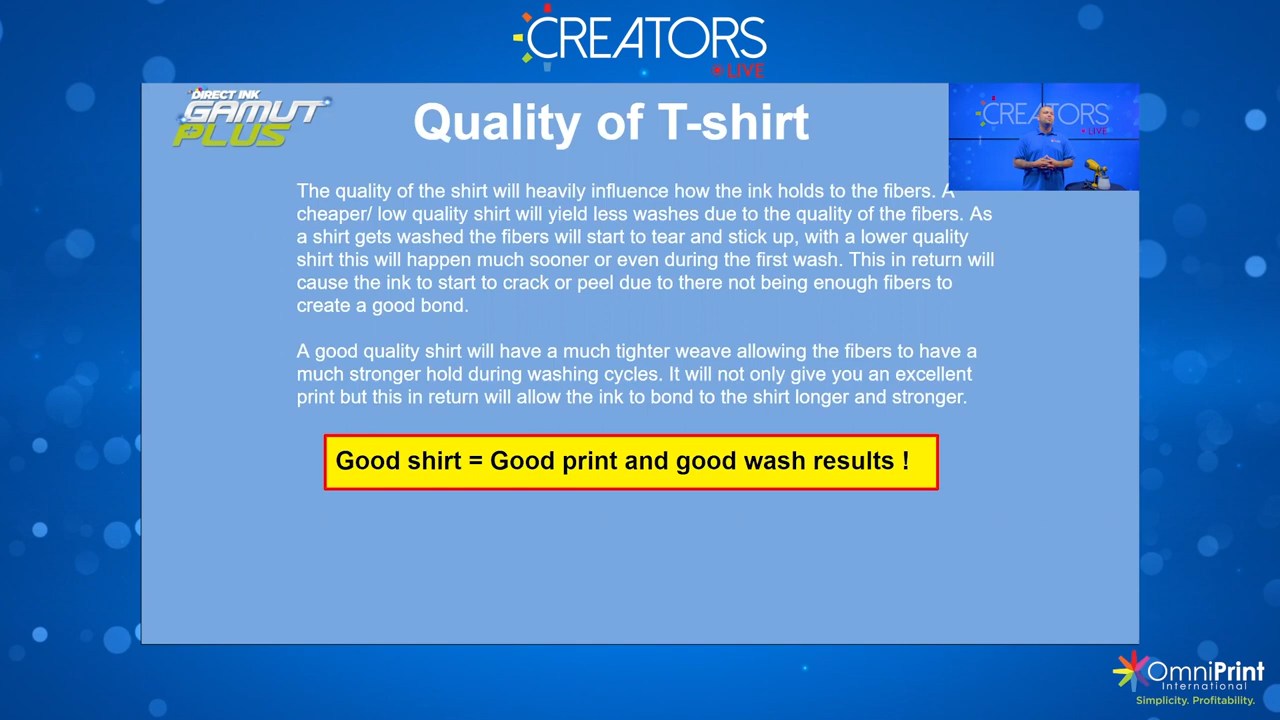 CREATORS
LIVE
DIRECT INK
GAMUT
PLUS
Quality of T-shirt
CREATORS
LIVE
The quality of the shirt will heavily influence how the ink holds to the fibers. A
cheaper/ low quality shirt will yield less washes due to the quality of the fibers. As
a shirt gets washed the fibers will start to tear and stick up, with a lower quality
shirt this will happen much sooner or even during the first wash. This in return will
cause the ink to start to crack or peel due to there not being enough fibers to
create a good bond.
A good quality shirt will have a much tighter weave allowing the fibers to have a
much stronger hold during washing cycles. It will not only give you an excellent
print but this in return will allow the ink to bond to the shirt longer and stronger.
Good shirt = Good print and good wash results !
OmniPrint
International
Simplicity. Profitability.